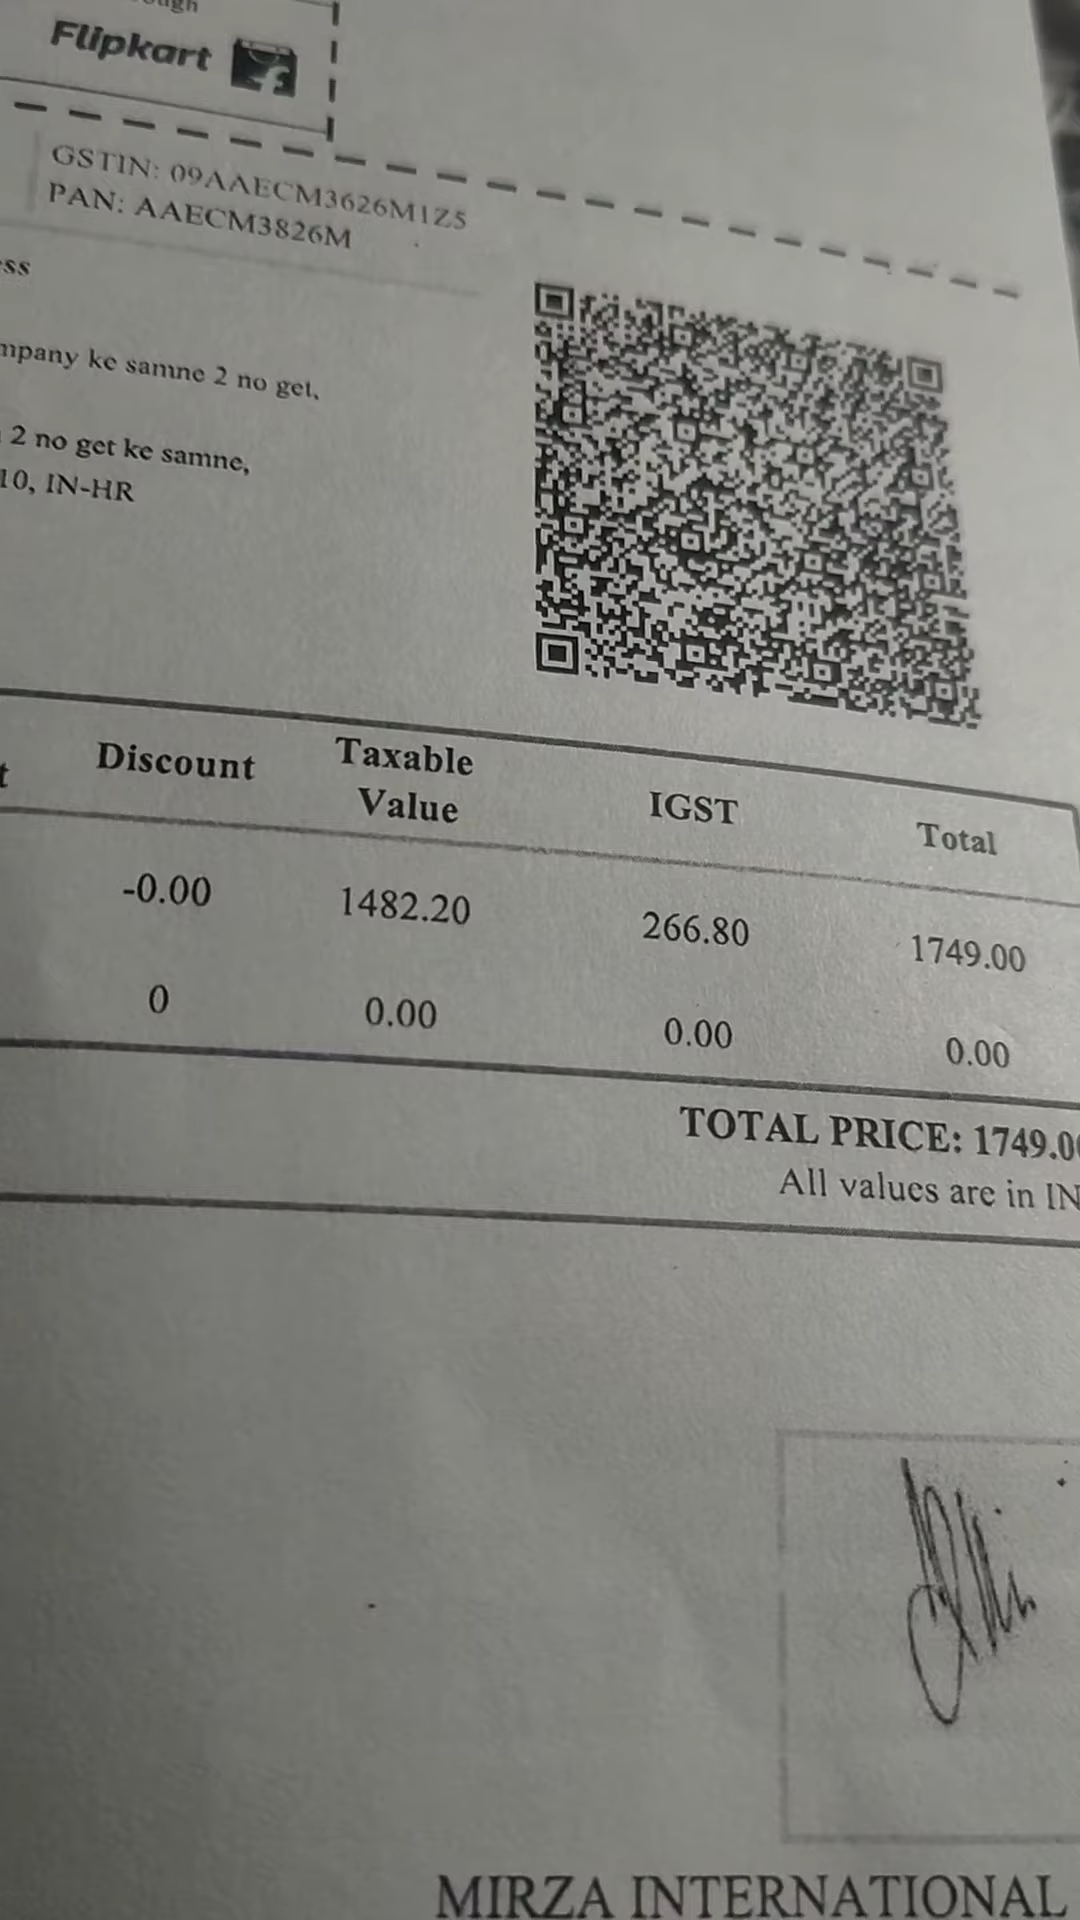 Flipkart
GSTIN: 09AAECM3626M1Z5
PAN: AAECM3826M
ss
mpany ke samne 2 no get,
2 no get ke samne,
10, IN-HR
t Discount Taxable Value IGST Total
-0.00 1482.20 266.80 1749.00
0 0.00 0.00 0.00
TOTAL PRICE: 1749.0
All values are in IN
MIRZA INTERNATIONAL